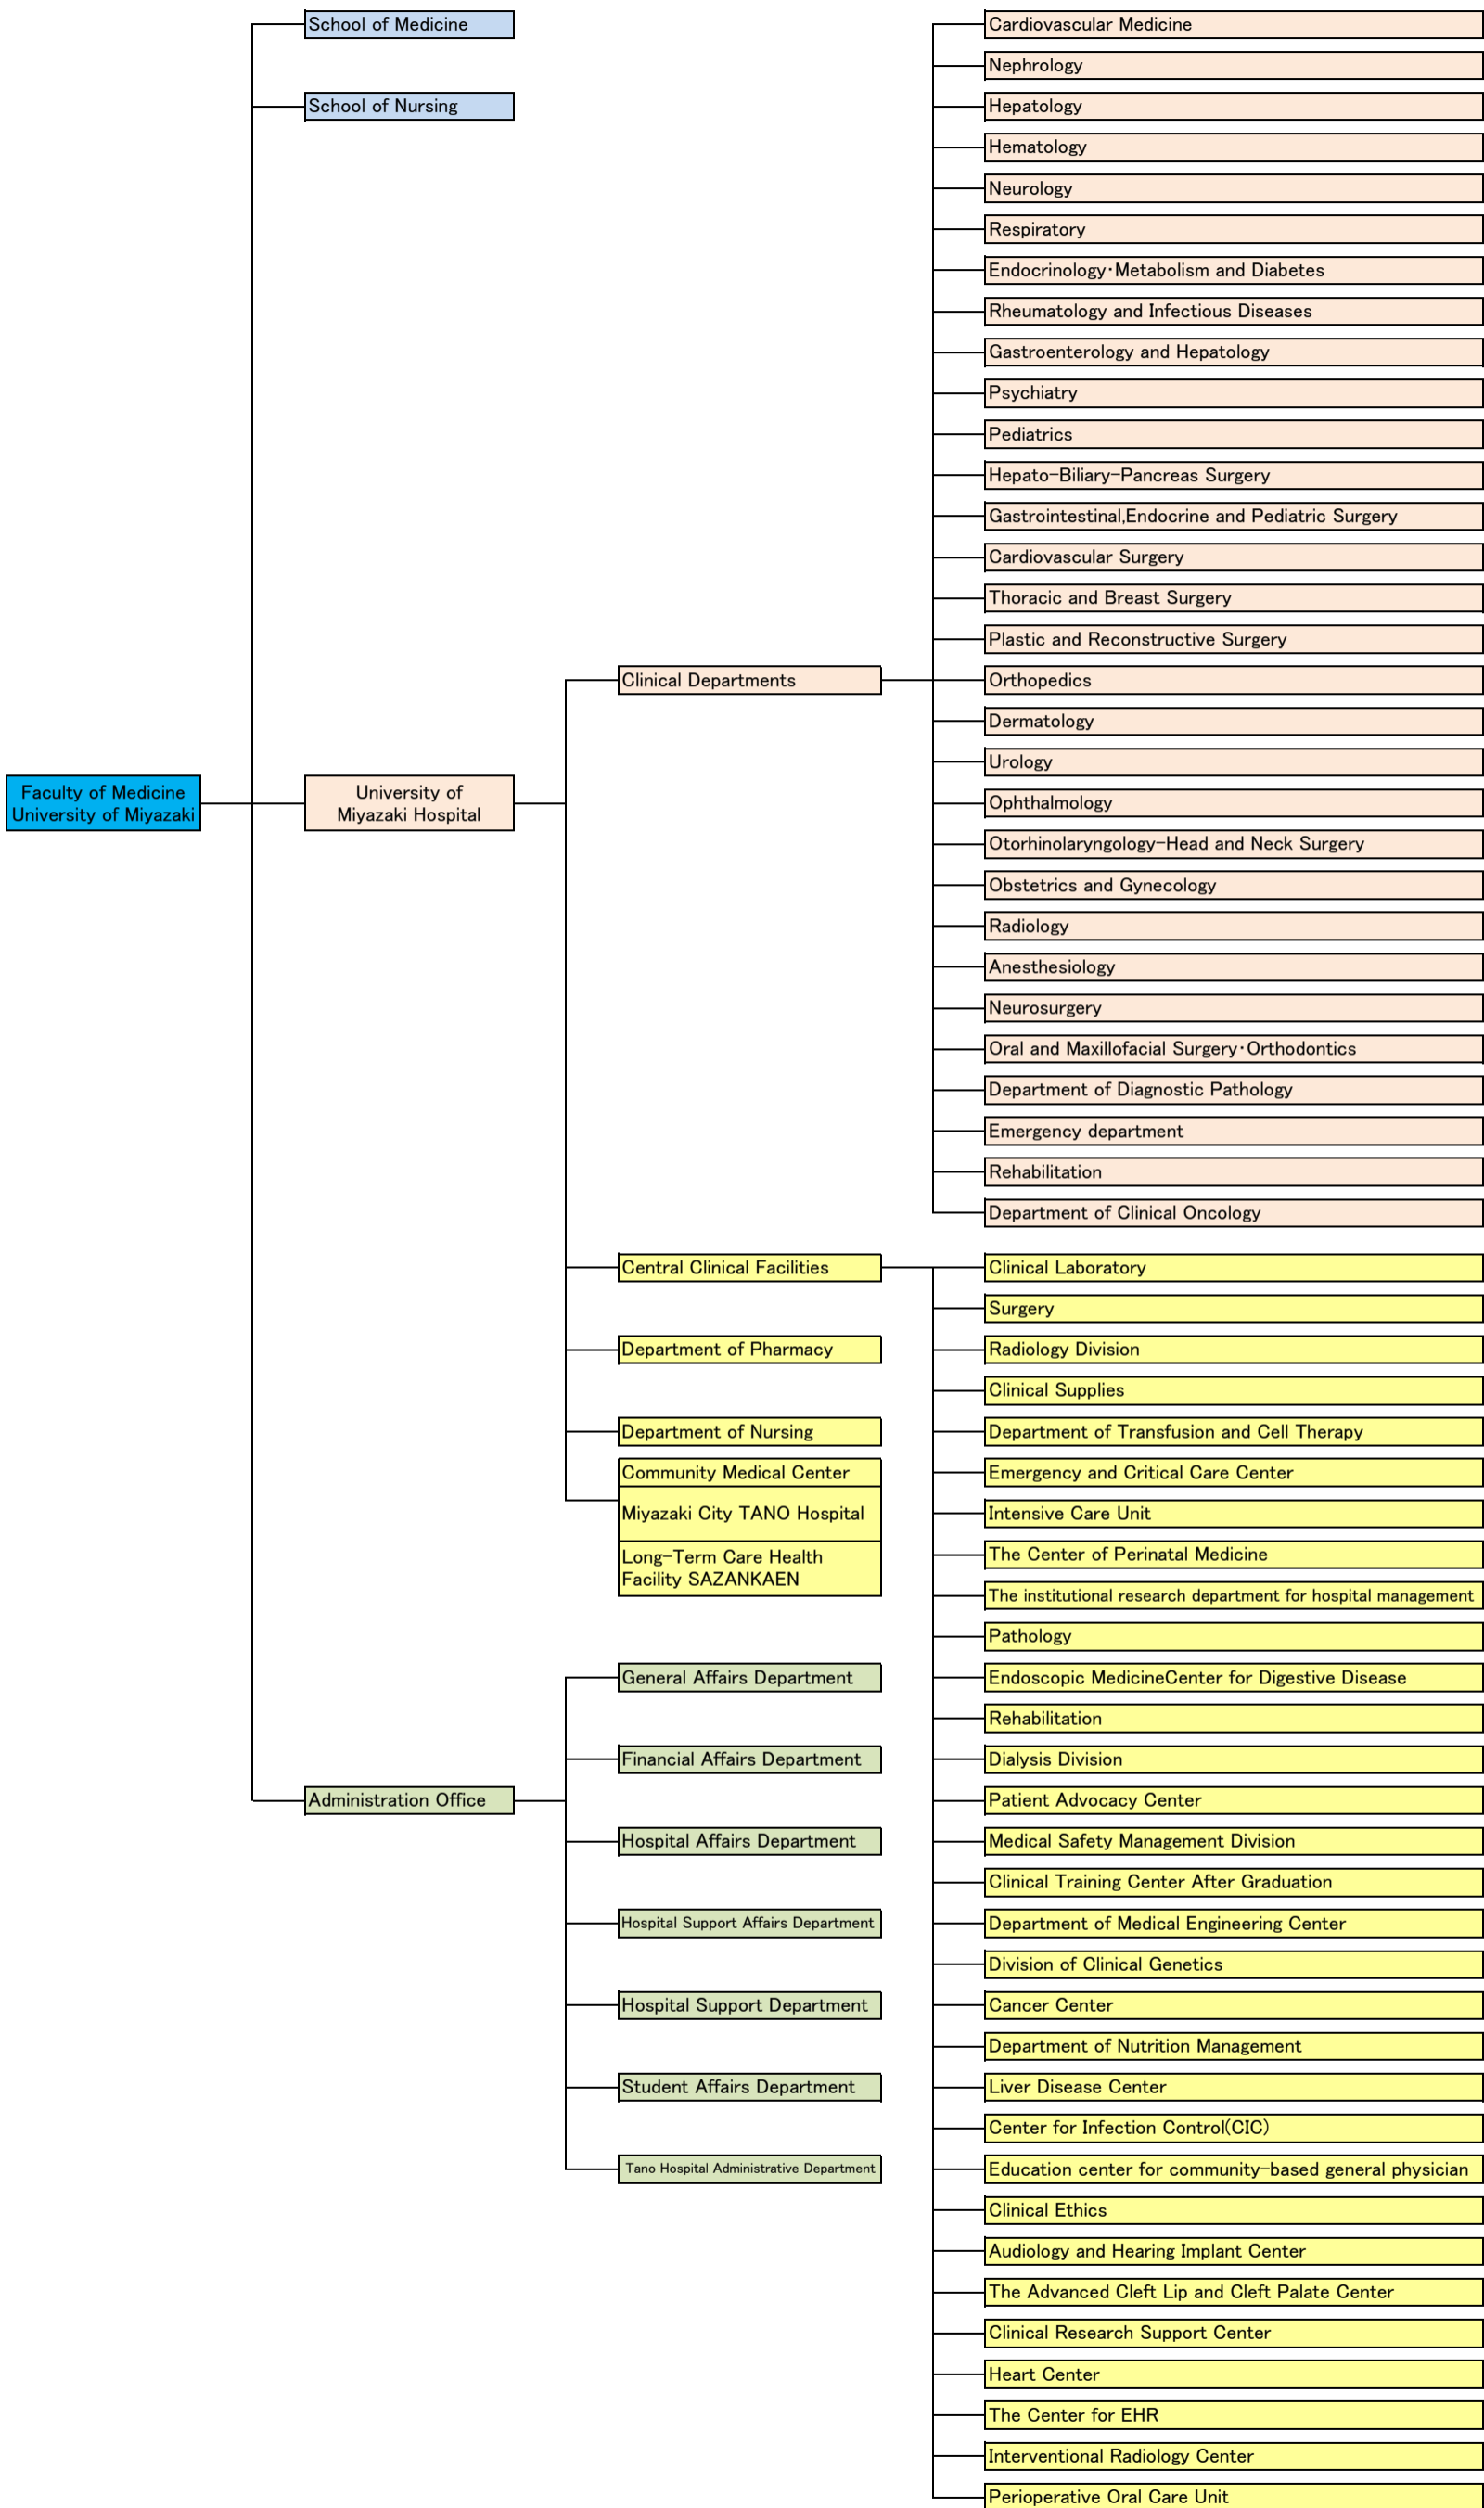 Faculty of Medicine
University of Miyazaki
School of Medicine
School of Nursing
University of
Miyazaki Hospital
Administration Office
Clinical Departments
Central Clinical Facilities
Department of Pharmacy
Department of Nursing
Community Medical Center
Miyazaki City TANO Hospital
Long-Term Care Health
Facility SAZANKAEN
General Affairs Department
Financial Affairs Department
Hospital Affairs Department
Hospital Support Affairs Department
Hospital Support Department
Student Affairs Department
Tano Hospital Administrative Department
Cardiovascular Medicine
Nephrology
Hepatology
Hematology
Neurology
Respiratory
Endocrinology・Metabolism and Diabetes
Rheumatology and Infectious Diseases
Gastroenterology and Hepatology
Psychiatry
Pediatrics
Hepato-Biliary-Pancreas Surgery
Gastrointestinal,Endocrine and Pediatric Surgery
Cardiovascular Surgery
Thoracic and Breast Surgery
Plastic and Reconstructive Surgery
Orthopedics
Dermatology
Urology
Ophthalmology
Otorhinolaryngology-Head and Neck Surgery
Obstetrics and Gynecology
Radiology
Anesthesiology
Neurosurgery
Oral and Maxillofacial Surgery・Orthodontics
Department of Diagnostic Pathology
Emergency department
Rehabilitation
Department of Clinical Oncology
Clinical Laboratory
Surgery
Radiology Division
Clinical Supplies
Department of Transfusion and Cell Therapy
Emergency and Critical Care Center
Intensive Care Unit
The Center of Perinatal Medicine
The institutional research department for hospital management
Pathology
Endoscopic MedicineCenter for Digestive Disease
Rehabilitation
Dialysis Division
Patient Advocacy Center
Medical Safety Management Division
Clinical Training Center After Graduation
Department of Medical Engineering Center
Division of Clinical Genetics
Cancer Center
Department of Nutrition Management
Liver Disease Center
Center for Infection Control(CIC)
Education center for community-based general physician
Clinical Ethics
Audiology and Hearing Implant Center
The Advanced Cleft Lip and Cleft Palate Center
Clinical Research Support Center
Heart Center
The Center for EHR
Interventional Radiology Center
Perioperative Oral Care Unit